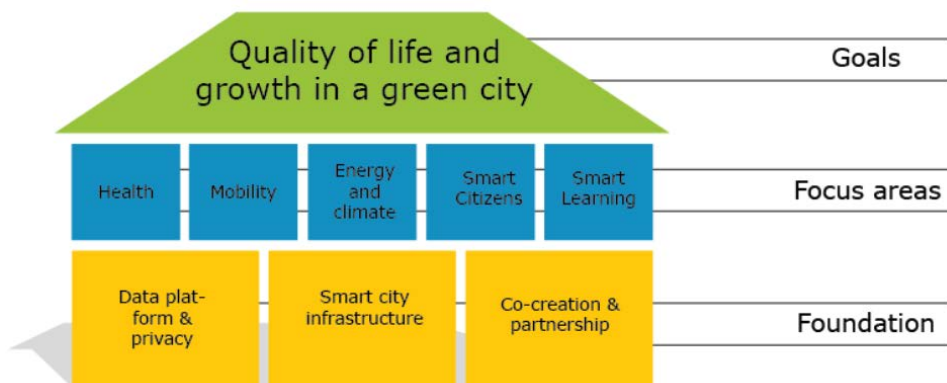 Quality of life and
growth in a green city
Goals
Health
Mobility
Energy
and
climate
Smart
Citizens
Smart
Learning
Focus areas
Data plat-
form &
privacy
Smart city
infrastructure
Co-creation &
partnership
Foundation